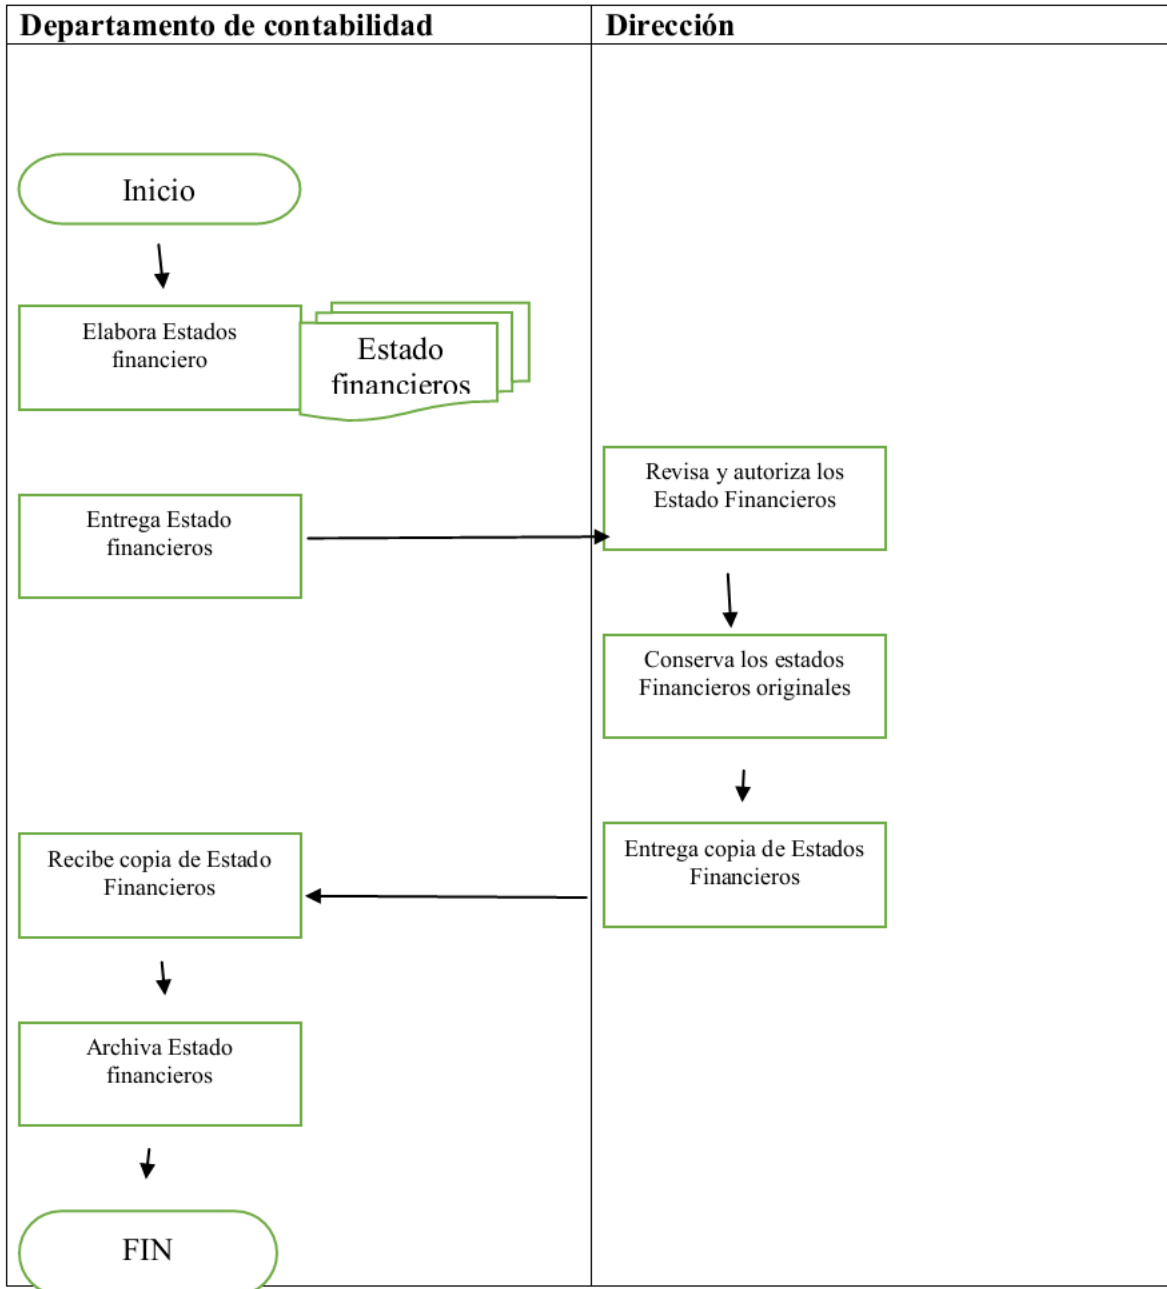 Departamento de contabilidad
Dirección
Inicio
Elabora Estados
financiero
Estado
financieros
Revisa y autoriza los
Estado Financieros
Entrega Estado
financieros
Conserva los estados
Financieros originales
Entrega copia de Estados
Financieros
Recibe copia de Estado
Financieros
Archiva Estado
financieros
FIN